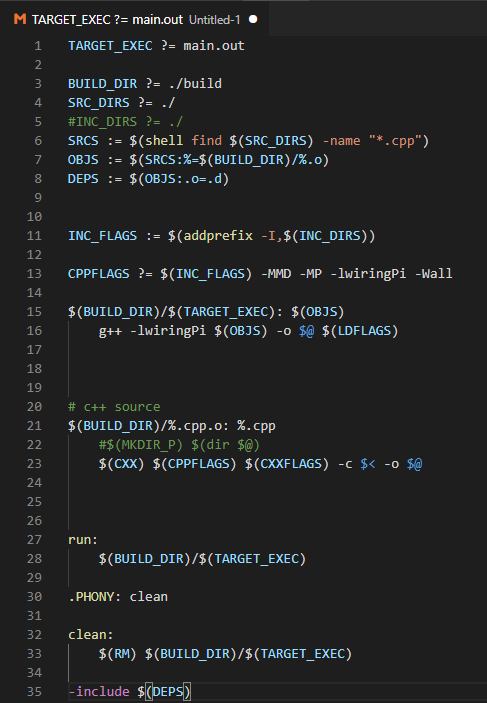 TARGET_EXEC ?= main.out Untitled-1
1 TARGET_EXEC ?= main.out
2
3 BUILD_DIR ?= ./build
4 SRC_DIRS ?= ./
5 #INC_DIRS ?= ./
6 SRCS := $(shell find $(SRC_DIRS) -name "*.cpp")
7 OBJS := $(SRCS:%=$(BUILD_DIR)/%.o)
8 DEPS := $(OBJS:.o=.d)
9
10
11 INC_FLAGS := $(addprefix -I,$(INC_DIRS))
12
13 CPPFLAGS ?= $(INC_FLAGS) -MMD -MP -lwiringPi -Wall
14
15 $(BUILD_DIR)/$(TARGET_EXEC): $(OBJS)
16     g++ -lwiringPi $(OBJS) -o $@ $(LDFLAGS)
17
18
19
20 # c++ source
21 $(BUILD_DIR)/%.cpp.o: %.cpp
22     #$(MKDIR_P) $(dir $@)
23     $(CXX) $(CPPFLAGS) $(CXXFLAGS) -c $< -o $@
24
25
26
27 run:
28     $(BUILD_DIR)/$(TARGET_EXEC)
29
30 .PHONY: clean
31
32 clean:
33     $(RM) $(BUILD_DIR)/$(TARGET_EXEC)
34
35 -include $(DEPS)